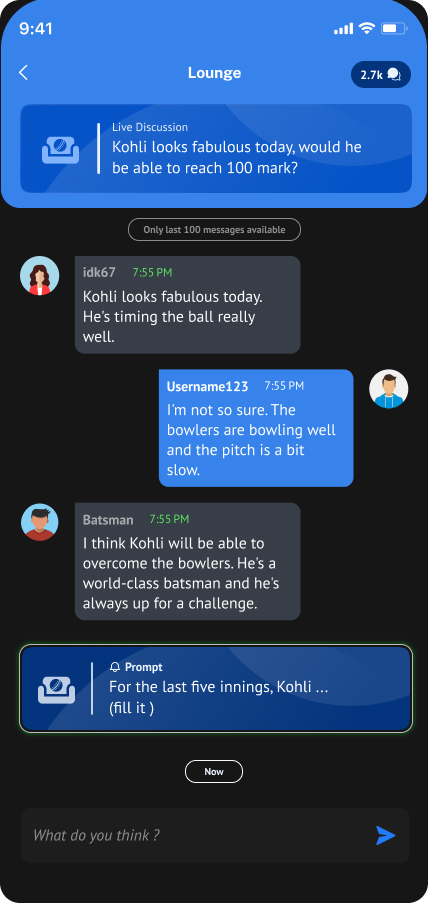 9:41
Lounge
2.7k
Live Discussion
Kohli looks fabulous today, would he
be able to reach 100 mark?
Only last 100 messages available
idk67 7:55 PM
Kohli looks fabulous today.
He's timing the ball really
well.
Username123 7:55 PM
I'm not so sure. The
bowlers are bowling well
and the pitch is a bit
slow.
Batsman 7:55 PM
I think Kohli will be able to
overcome the bowlers. He's a
world-class batsman and he's
always up for a challenge.
Prompt
For the last five innings, Kohli ...
(fill it )
Now
What do you think ?